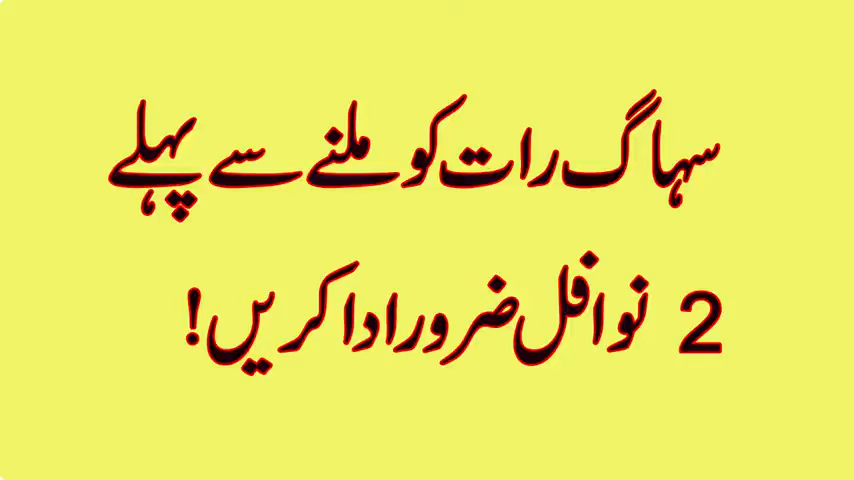 سہاگ رات کو ملنے سے پہلے
2 نوافل ضرور ادا کریں!